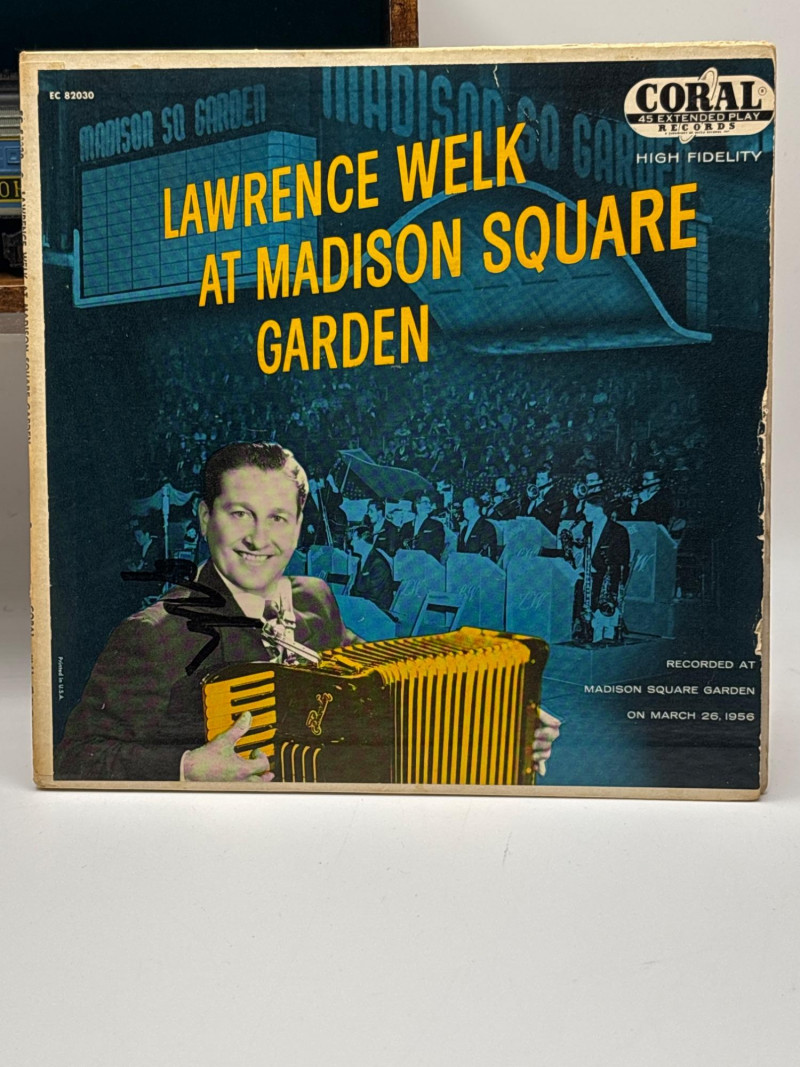 EC 82030
MADISON SQ GARDEN
MADISON SQ GARDEN
CORAL
45 EXTENDED PLAY
RECORDS
HIGH FIDELITY
LAWRENCE WELK
AT MADISON SQUARE
GARDEN
RECORDED AT
MADISON SQUARE GARDEN
ON MARCH 26, 1956
Printed in U.S.A.